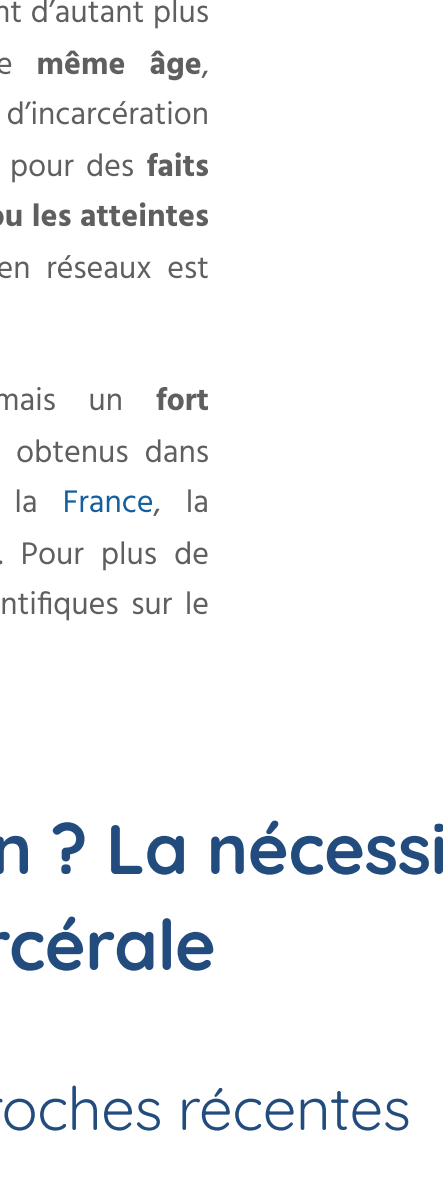 nt d’autant plus
e même âge,
d’incarcération
pour des faits
ou les atteintes
en réseaux est
mais un fort
obtenus dans
la France, la
. Pour plus de
ntifiques sur le
n ? La nécessi
rcérale
roches récentes